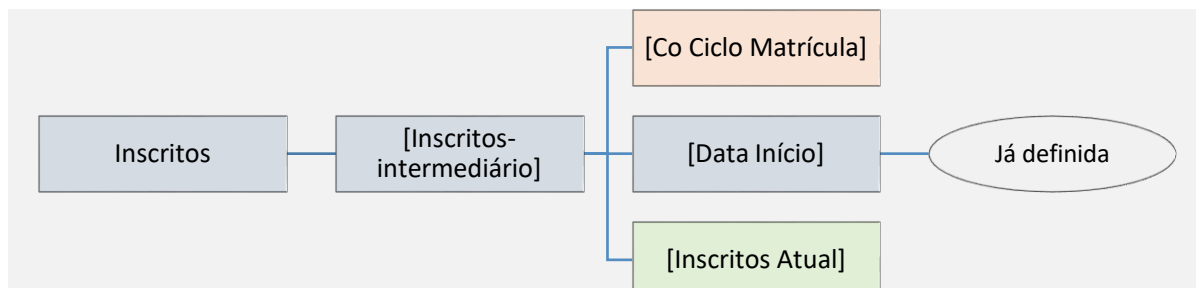 [Co Ciclo Matrícula]
Inscritos
[Inscritos-
intermediário]
[Data Início]
Já definida
[Inscritos Atual]